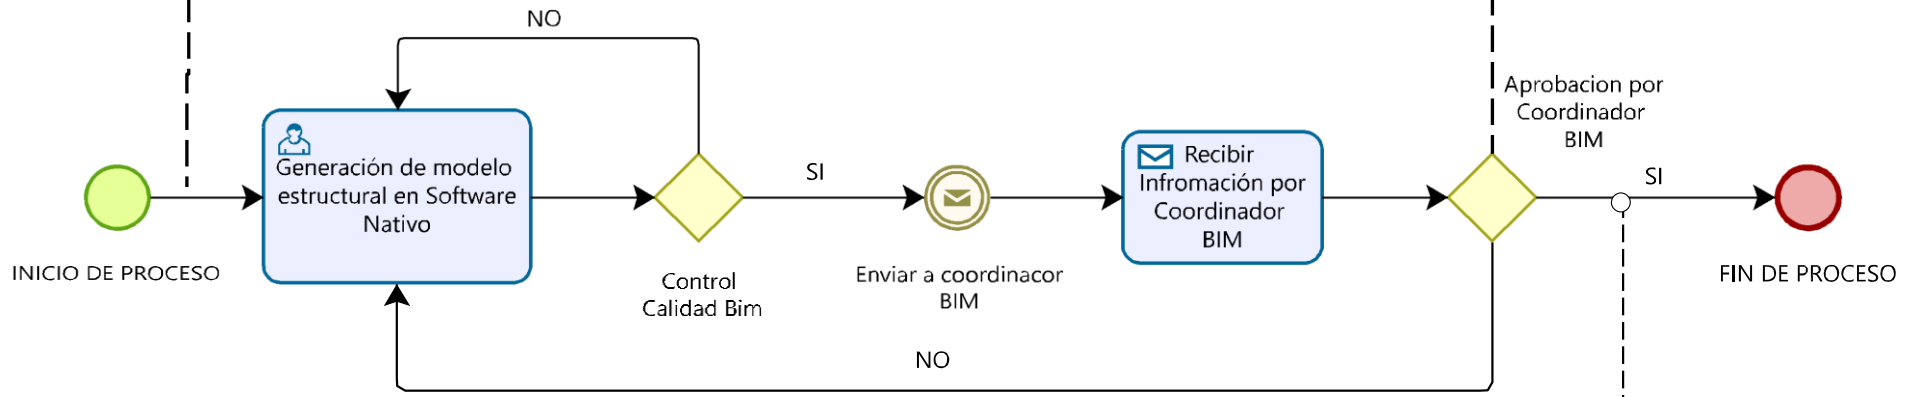 NO
INICIO DE PROCESO
Generación de modelo
estructural en Software
Nativo
Control
Calidad Bim
SI
Enviar a coordinacor
BIM
Recibir
Infromación por
Coordinador
BIM
Aprobacion por
Coordinador
BIM
SI
FIN DE PROCESO
NO